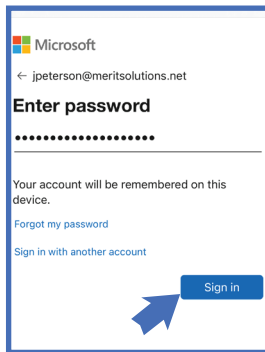 Microsoft
← jpeterson@meritsolutions.net
Enter password
••••••••••••••••••••
Your account will be remembered on this
device.
Forgot my password
Sign in with another account
Sign in